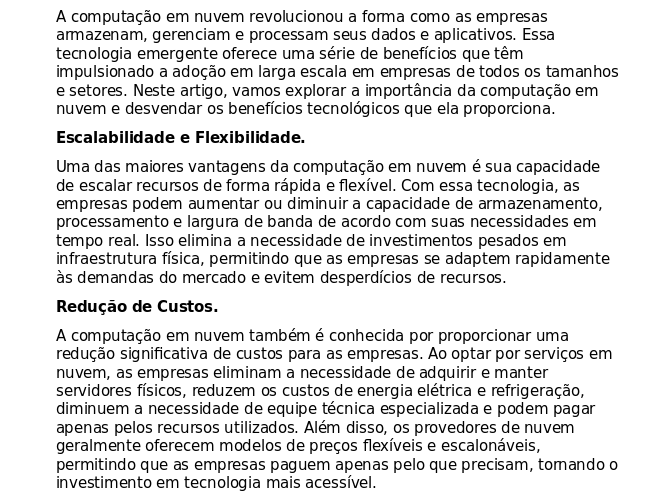 A computação em nuvem revolucionou a forma como as empresas
armazenam, gerenciam e processam seus dados e aplicativos. Essa
tecnologia emergente oferece uma série de benefícios que têm
impulsionado a adoção em larga escala em empresas de todos os tamanhos
e setores. Neste artigo, vamos explorar a importância da computação em
nuvem e desvendar os benefícios tecnológicos que ela proporciona.
Escalabilidade e Flexibilidade.
Uma das maiores vantagens da computação em nuvem é sua capacidade
de escalar recursos de forma rápida e flexível. Com essa tecnologia, as
empresas podem aumentar ou diminuir a capacidade de armazenamento,
processamento e largura de banda de acordo com suas necessidades em
tempo real. Isso elimina a necessidade de investimentos pesados em
infraestrutura física, permitindo que as empresas se adaptem rapidamente
às demandas do mercado e evitem desperdícios de recursos.
Redução de Custos.
A computação em nuvem também é conhecida por proporcionar uma
redução significativa de custos para as empresas. Ao optar por serviços em
nuvem, as empresas eliminam a necessidade de adquirir e manter
servidores físicos, reduzem os custos de energia elétrica e refrigeração,
diminuem a necessidade de equipe técnica especializada e podem pagar
apenas pelos recursos utilizados. Além disso, os provedores de nuvem
geralmente oferecem modelos de preços flexíveis e escalonáveis,
permitindo que as empresas paguem apenas pelo que precisam, tornando o
investimento em tecnologia mais acessível.